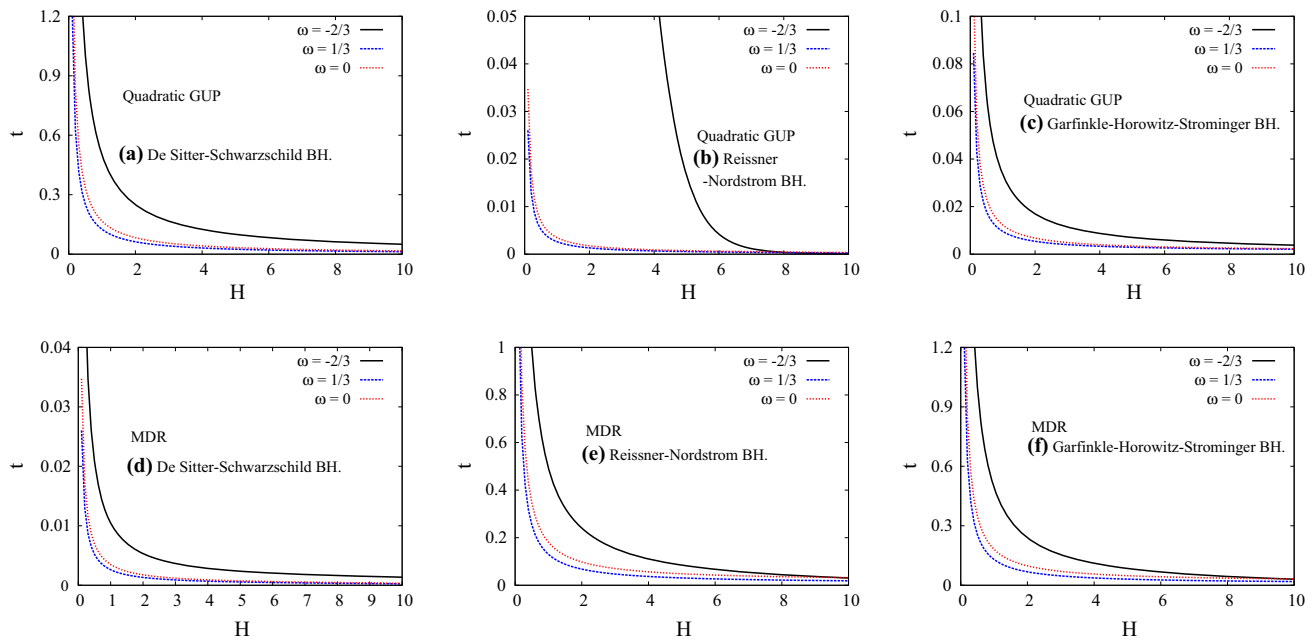 1.2
0.9
0.6
0.3
0
t
0 2 4 6 8 10
H
ω = -2/3
ω = 1/3
ω = 0
Quadratic GUP
(a) De Sitter-Schwarzschild BH.
0.05
0.04
0.03
0.02
0.01
0
t
0 2 4 6 8 10
H
ω = -2/3
ω = 1/3
ω = 0
Quadratic GUP
(b) Reissner
-Nordstrom BH.
0.1
0.08
0.06
0.04
0.02
0
t
0 2 4 6 8 10
H
ω = -2/3
ω = 1/3
ω = 0
Quadratic GUP
(c) Garfinkle-Horowitz-Strominger BH.
0.04
0.03
0.02
0.01
0
t
0 1 2 3 4 5 6 7 8 9 10
H
ω = -2/3
ω = 1/3
ω = 0
MDR
(d) De Sitter-Schwarzschild BH.
1
0.8
0.6
0.4
0.2
0
t
0 2 4 6 8 10
H
ω = -2/3
ω = 1/3
ω = 0
MDR
(e) Reissner-Nordstrom BH.
1.2
0.9
0.6
0.3
0
t
0 2 4 6 8 10
H
ω = -2/3
ω = 1/3
ω = 0
MDR
(f) Garfinkle-Horowitz-Strominger BH.